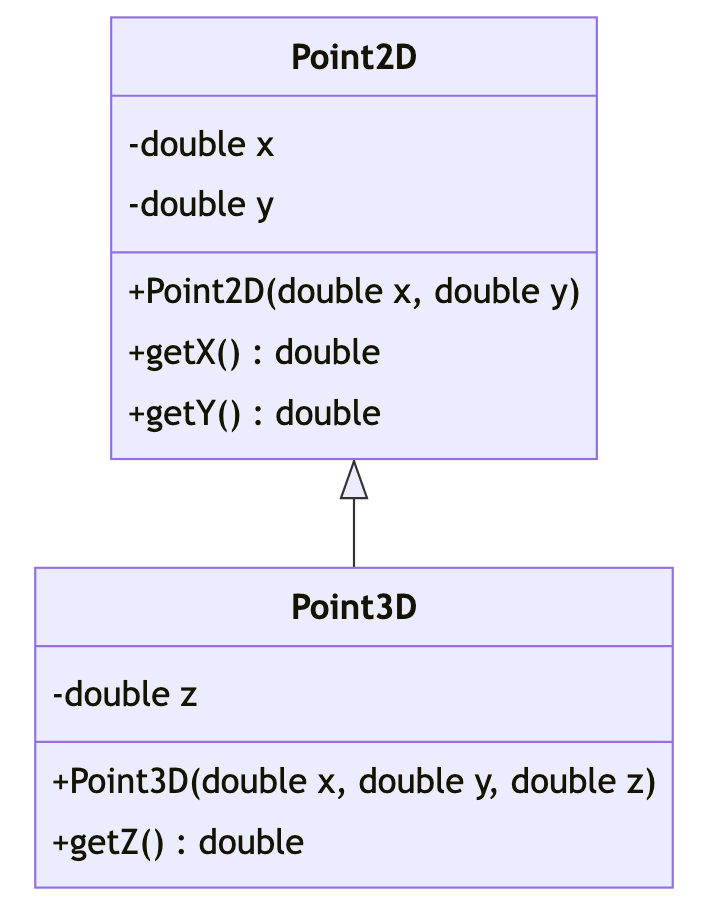 Point2D
-double x
-double y
+Point2D(double x, double y)
+getX() : double
+getY() : double
Point3D
-double z
+Point3D(double x, double y, double z)
+getZ() : double